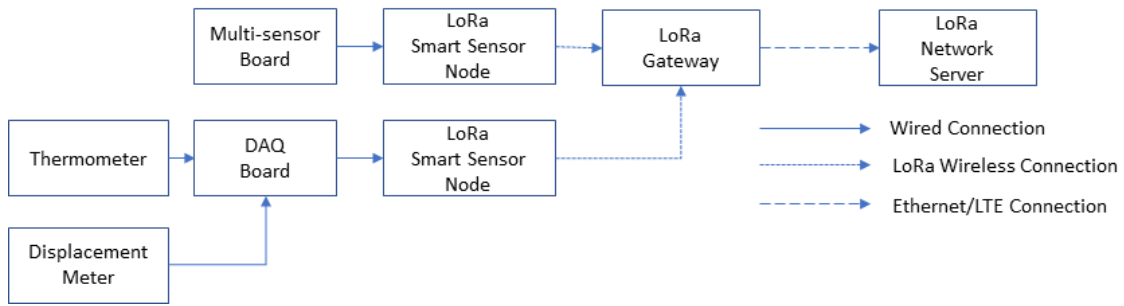 Multi-sensor
Board
LoRa
Smart Sensor
Node
LoRa
Gateway
LoRa
Network
Server
Thermometer
DAQ
Board
LoRa
Smart Sensor
Node
Displacement
Meter
Wired Connection
LoRa Wireless Connection
Ethernet/LTE Connection